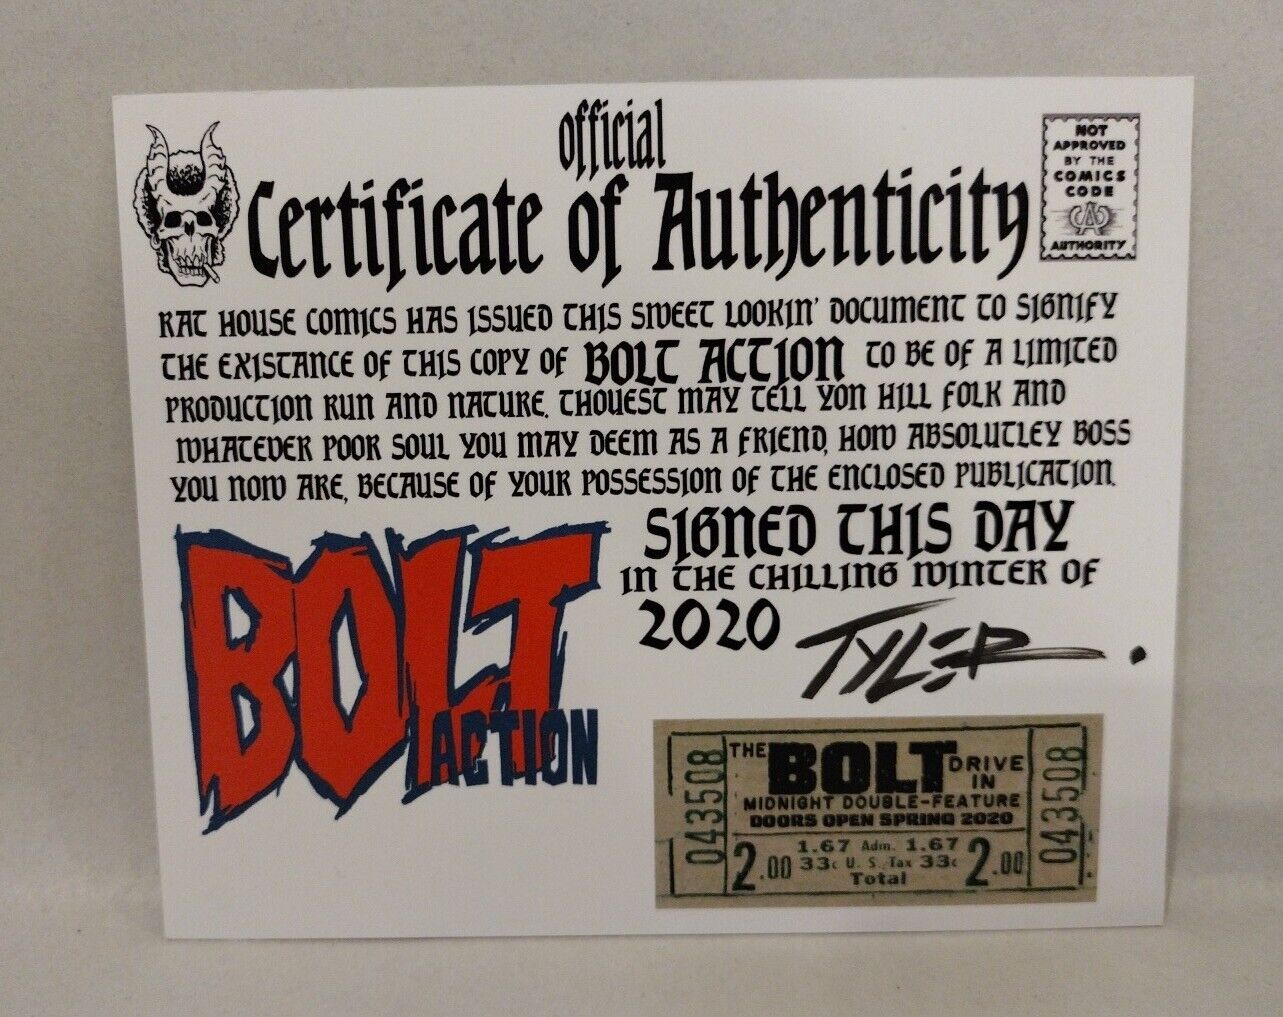 Official
Certificate of Authenticity
NOT
APPROVED
BY THE
COMICS
CODE
CAC
AUTHORITY
RAT HOUSE COMICS HAS ISSUED THIS SWEET LOOKIN' DOCUMENT TO SIGNIFY
THE EXISTANCE OF THIS COPY OF BOLT ACTION TO BE OF A LIMITED
PRODUCTION RUN AND NATURE. THOUEST MAY TELL YON HILL FOLK AND
WHATEVER POOR SOUL YOU MAY DEEM AS A FRIEND, HOW ABSOLUTLEY BOSS
YOU NOW ARE, BECAUSE OF YOUR POSSESSION OF THE ENCLOSED PUBLICATION.
SIGNED THIS DAY
IN THE CHILLING WINTER OF
2020 TYLER
BOLT
ACTION
043508
THE BOLT DRIVE
IN
MIDNIGHT DOUBLE-FEATURE
DOORS OPEN SPRING 2020
2.00 1.67 Adm. 1.67 2.00
33c U. S. Tax 33c
Total
043508